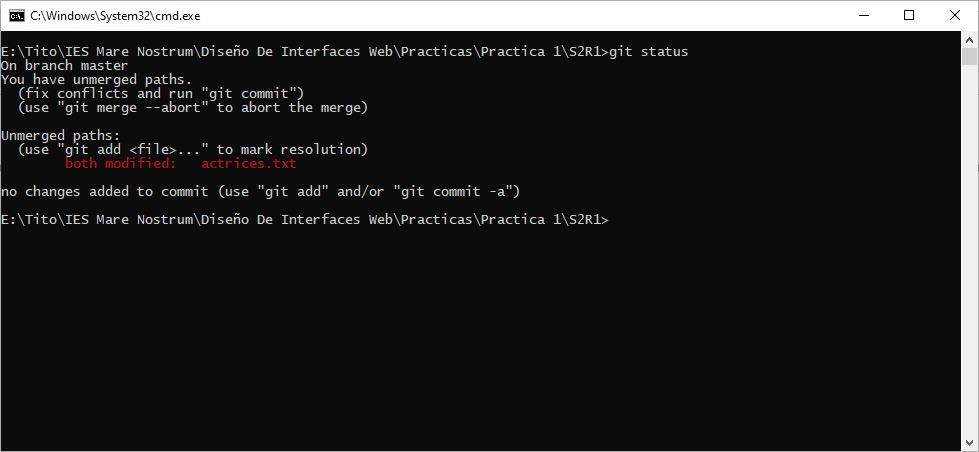 C:\Windows\System32\cmd.exe
E:\Tito\IES Mare Nostrum\Diseño De Interfaces Web\Practicas\Practica 1\S2R1>git status
On branch master
You have unmerged paths.
  (fix conflicts and run "git commit")
  (use "git merge --abort" to abort the merge)

Unmerged paths:
  (use "git add <file>..." to mark resolution)
        both modified:   actrices.txt

no changes added to commit (use "git add" and/or "git commit -a")

E:\Tito\IES Mare Nostrum\Diseño De Interfaces Web\Practicas\Practica 1\S2R1>